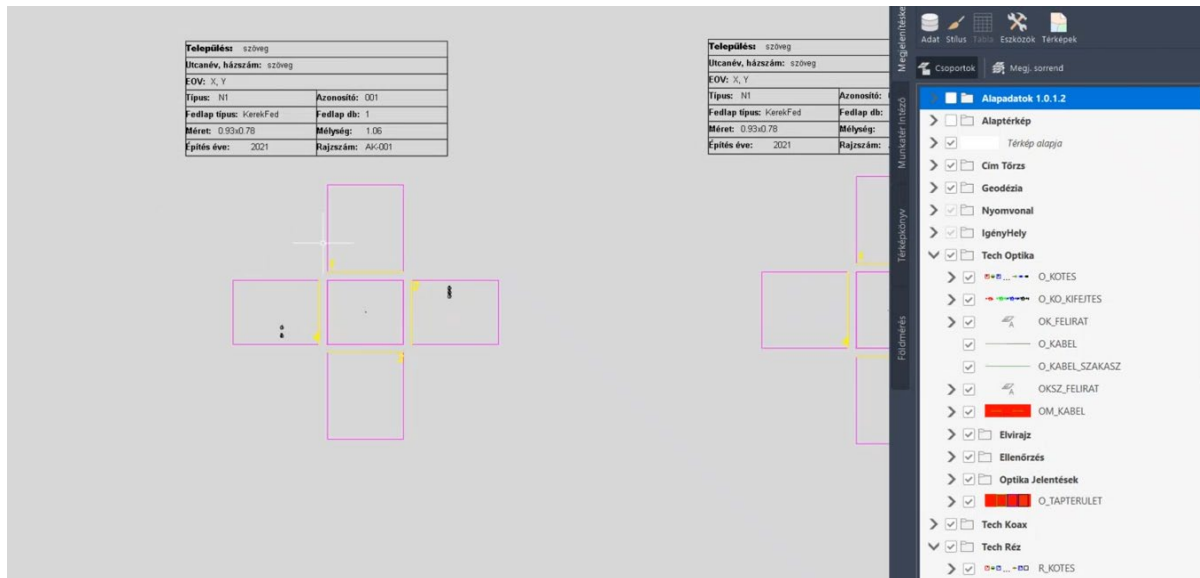 Település: szöveg
Utcanév, házszám: szöveg
EOV: X, Y
Típus: N1 Azonosító: 001
Fedlap típus: KerekFed Fedlap db: 1
Méret: 0.93x0.78 Mélység: 1.06
Építés éve: 2021 Rajzszám: AK-001
Település: szöveg
Utcanév, házszám: szöveg
EOV: X, Y
Típus: N1 Azonosító:
Fedlap típus: KerekFed Fedlap db:
Méret: 0.93x0.78 Mélység:
Építés éve: 2021 Rajzszám:
Megjelenítéske
Munkatér Intéző
Térképkönyv
Földmérés
Adat Stílus Tábla Eszközök Térképek
Csoportok Megj. sorrend
Alapadatok 1.0.1.2
Alaptérkép
Térkép alapja
Cím Törzs
Geodézia
Nyomvonal
IgényHely
Tech Optika
O_KOTES
O_KO_KIFEJTES
OK_FELIRAT
O_KABEL
O_KABEL_SZAKASZ
OKSZ_FELIRAT
OM_KABEL
Elvirajz
Ellenőrzés
Optika Jelentések
O_TAPTERULET
Tech Koax
Tech Réz
R_KOTES